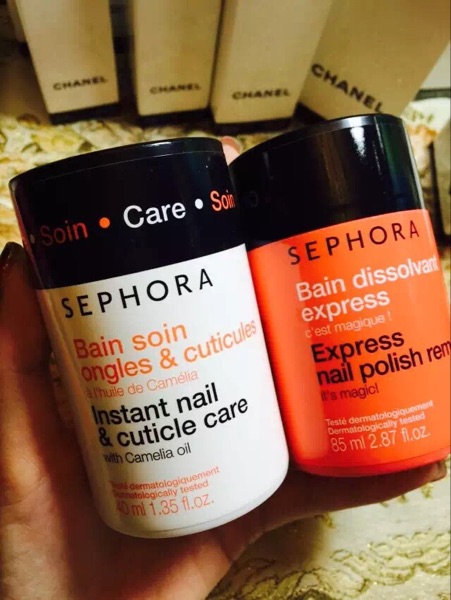 CHANEL
CHANEL
CHANEL
CHANEL
Soin • Care • Soin
SEPHORA
Bain soin
ongles & cuticules
à l'huile de Camélia
Instant nail
& cuticle care
with Camelia oil
Testé dermatologiquement
Dermatologically tested
40 ml 1.35 fl.oz.
SEPHORA
Bain dissolvant
express
c'est magique !
Express
nail polish rem
it's magic!
Testé dermatologiquement
Dermatologically tested
85 ml 2.87 fl.oz.